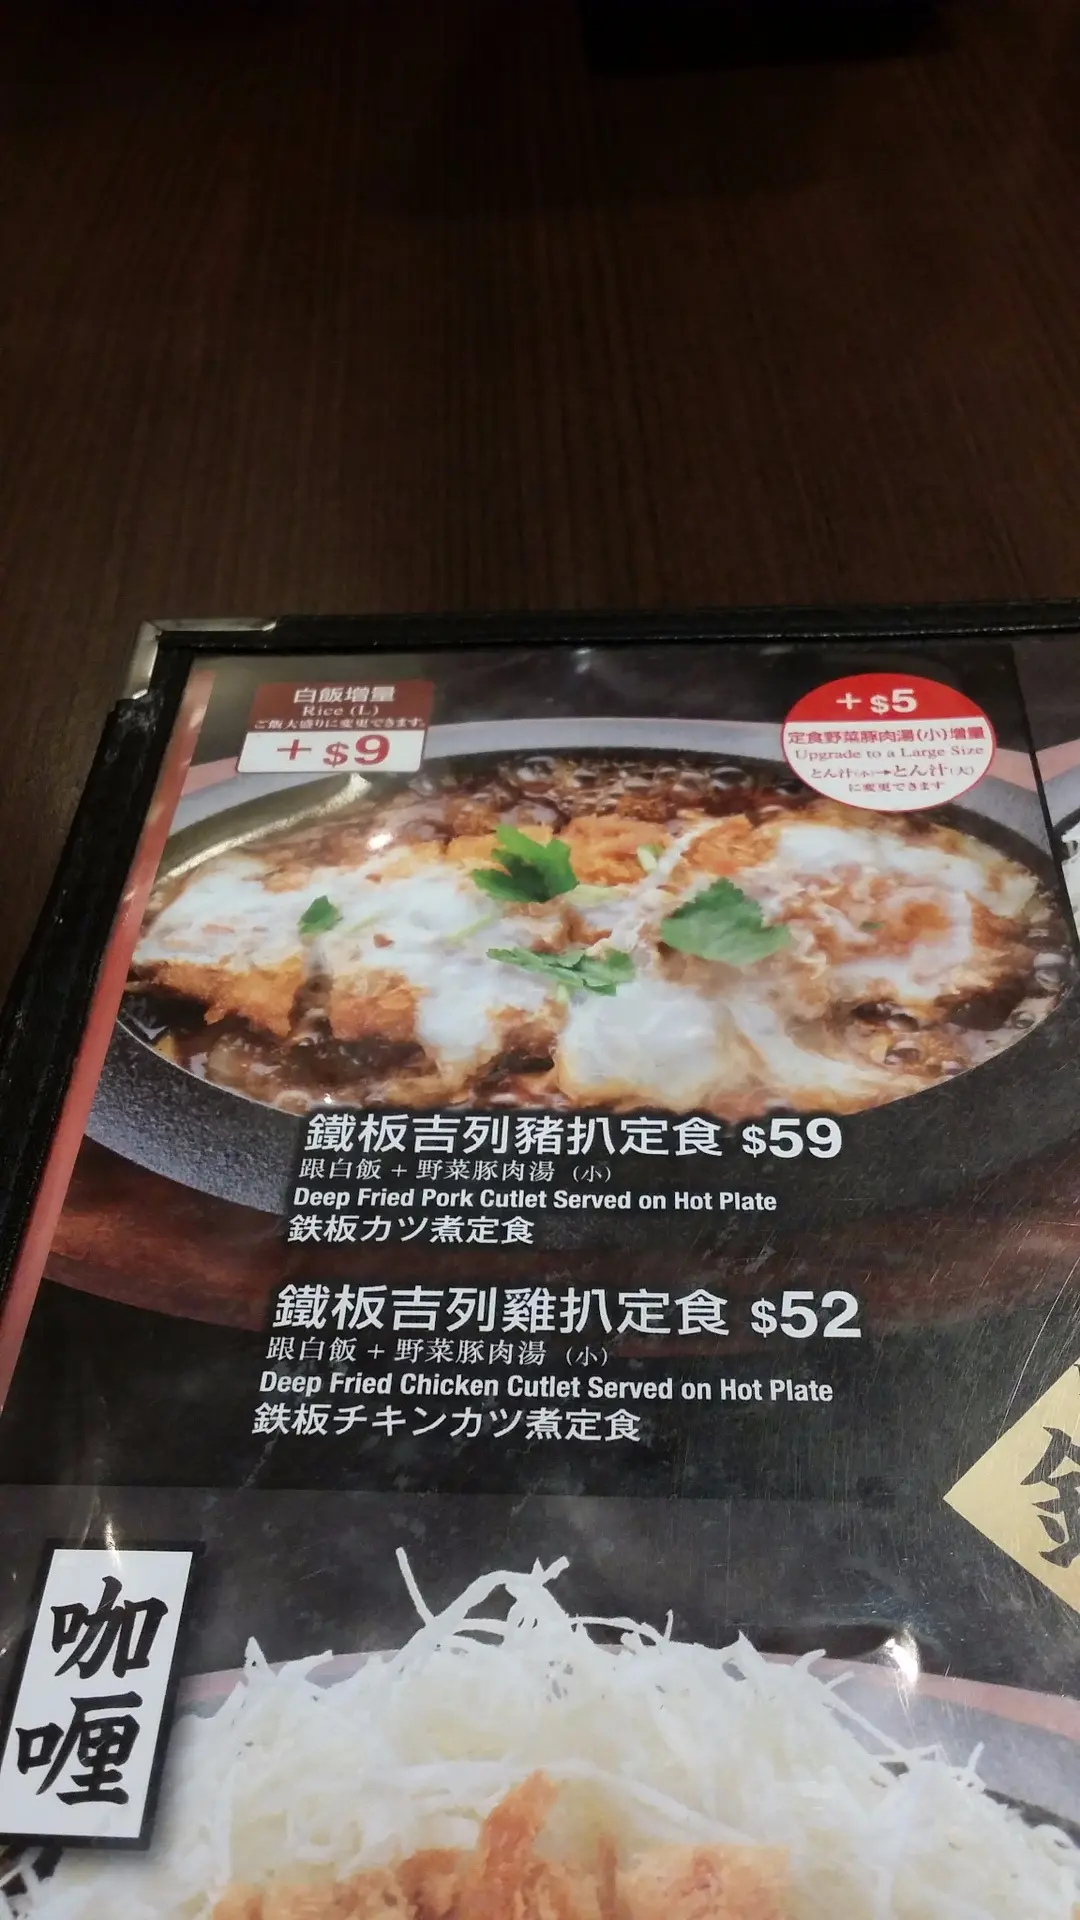 白飯增量
Rice (L)
ご飯大盛りに変更できます。
+ $9
+ $5
定食野菜豚肉湯(小)增量
Upgrade to a Large Size
とん汁(小)→とん汁(大)
に変更できます
鐵板吉列豬扒定食 $59
跟白飯 + 野菜豚肉湯 (小)
Deep Fried Pork Cutlet Served on Hot Plate
鉄板カツ煮定食
鐵板吉列雞扒定食 $52
跟白飯 + 野菜豚肉湯 (小)
Deep Fried Chicken Cutlet Served on Hot Plate
鉄板チキンカツ煮定食
咖喱